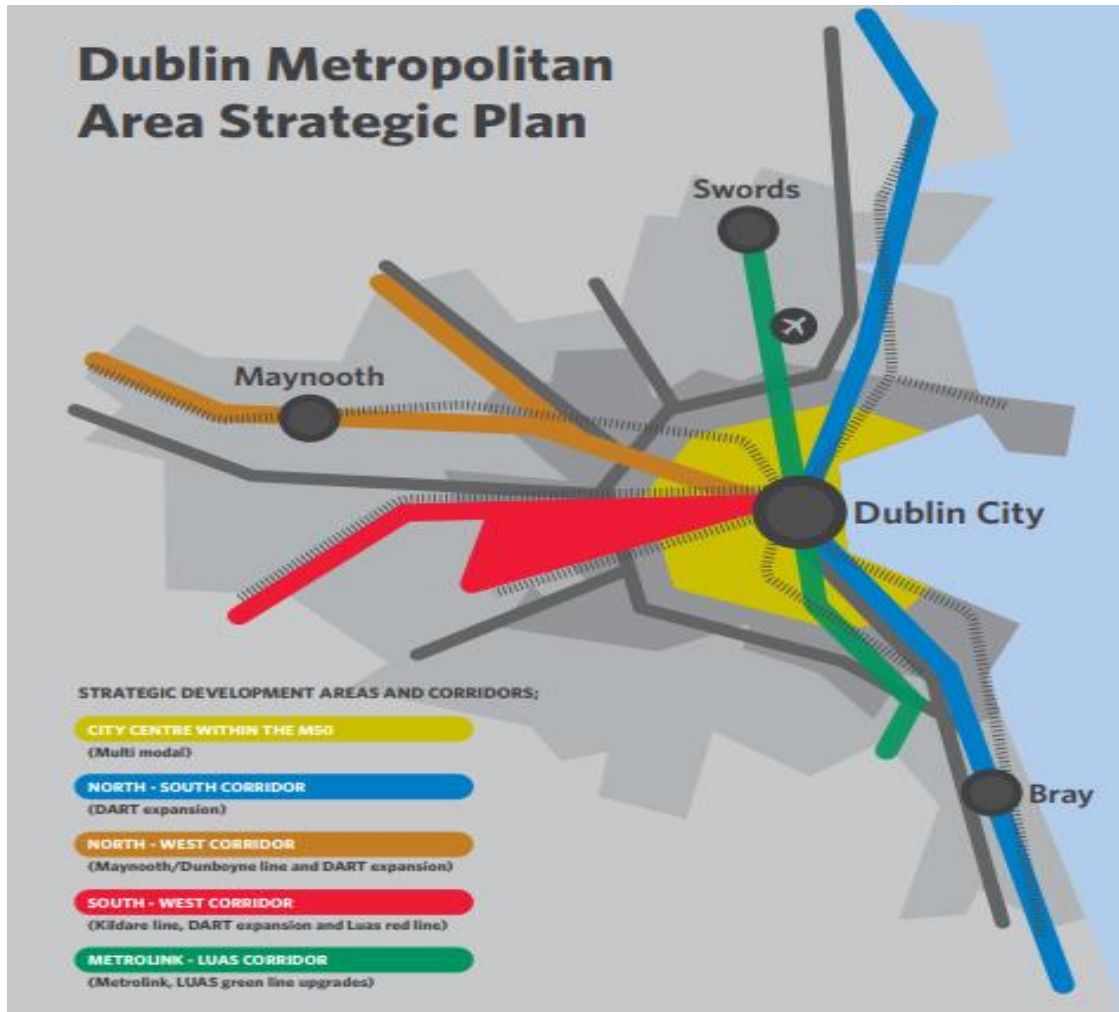 Dublin Metropolitan
Area Strategic Plan
Swords
Maynooth
Dublin City
Bray
STRATEGIC DEVELOPMENT AREAS AND CORRIDORS;
CITY CENTRE WITHIN THE M50
(Multi modal)
NORTH - SOUTH CORRIDOR
(DART expansion)
NORTH - WEST CORRIDOR
(Maynooth/Dunboyne line and DART expansion)
SOUTH - WEST CORRIDOR
(Kildare line, DART expansion and Luas red line)
METROLINK - LUAS CORRIDOR
(Metrolink, LUAS green line upgrades)